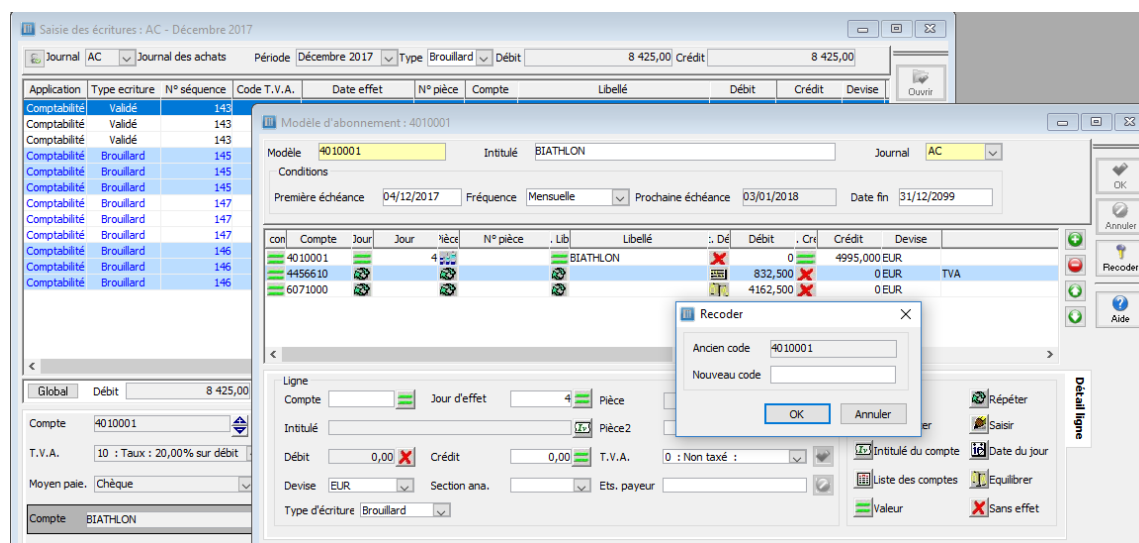 Saisie des écritures : AC - Décembre 2017
Journal AC Journal des achats Période Décembre 2017 Type Brouillard Débit 8 425,00 Crédit 8 425,00
Ouvrir
Application Type ecriture N° séquence Code T.V.A. Date effet N° pièce Compte Libellé Débit Crédit Devise
Comptabilité Validé 143
Comptabilité Validé 143
Comptabilité Validé 143
Comptabilité Brouillard 145
Comptabilité Brouillard 145
Comptabilité Brouillard 145
Comptabilité Brouillard 147
Comptabilité Brouillard 147
Comptabilité Brouillard 147
Comptabilité Brouillard 146
Comptabilité Brouillard 146
Comptabilité Brouillard 146
Global Débit 8 425,00
Compte 4010001
T.V.A. 10 : Taux : 20,00% sur débit
Moyen paie. Chèque
Compte BIATHLON
Modèle d'abonnement : 4010001
Modèle 4010001 Intitulé BIATHLON Journal AC
Conditions
Première échéance 04/12/2017 Fréquence Mensuelle Prochaine échéance 03/01/2018 Date fin 31/12/2099
OK
Annuler
Recoder
Aide
con Compte Jour Jour Pièce N° pièce . Lib Libellé . Dé Débit . Cré Crédit Devise
4010001 4 BIATHLON 0 4995,000 EUR
4456610 832,500 0 EUR TVA
6071000 4162,500 0 EUR
Recoder
Ancien code 4010001
Nouveau code
OK Annuler
Ligne
Compte Jour d'effet 4 Pièce
Intitulé Pièce2
Débit 0,00 Crédit 0,00 T.V.A. 0 : Non taxé :
Devise EUR Section ana. Ets. payeur
Type d'écriture Brouillard
Répéter
er Saisir
Intitulé du compte Date du jour
Liste des comptes Equilibrer
Valeur Sans effet
Détail ligne